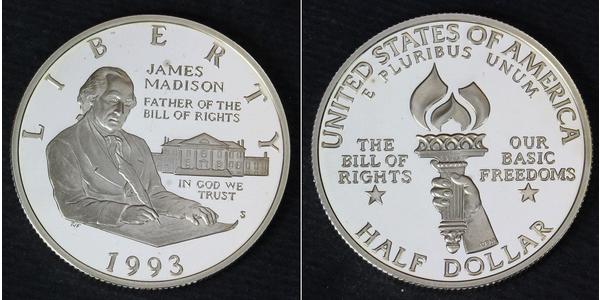 LIBERTY
JAMES
MADISON
FATHER OF THE
BILL OF RIGHTS
IN GOD WE
TRUST
S
1993
UNITED STATES OF AMERICA
E PLURIBUS UNUM
THE
BILL OF
RIGHTS
OUR
BASIC
FREEDOMS
HALF DOLLAR